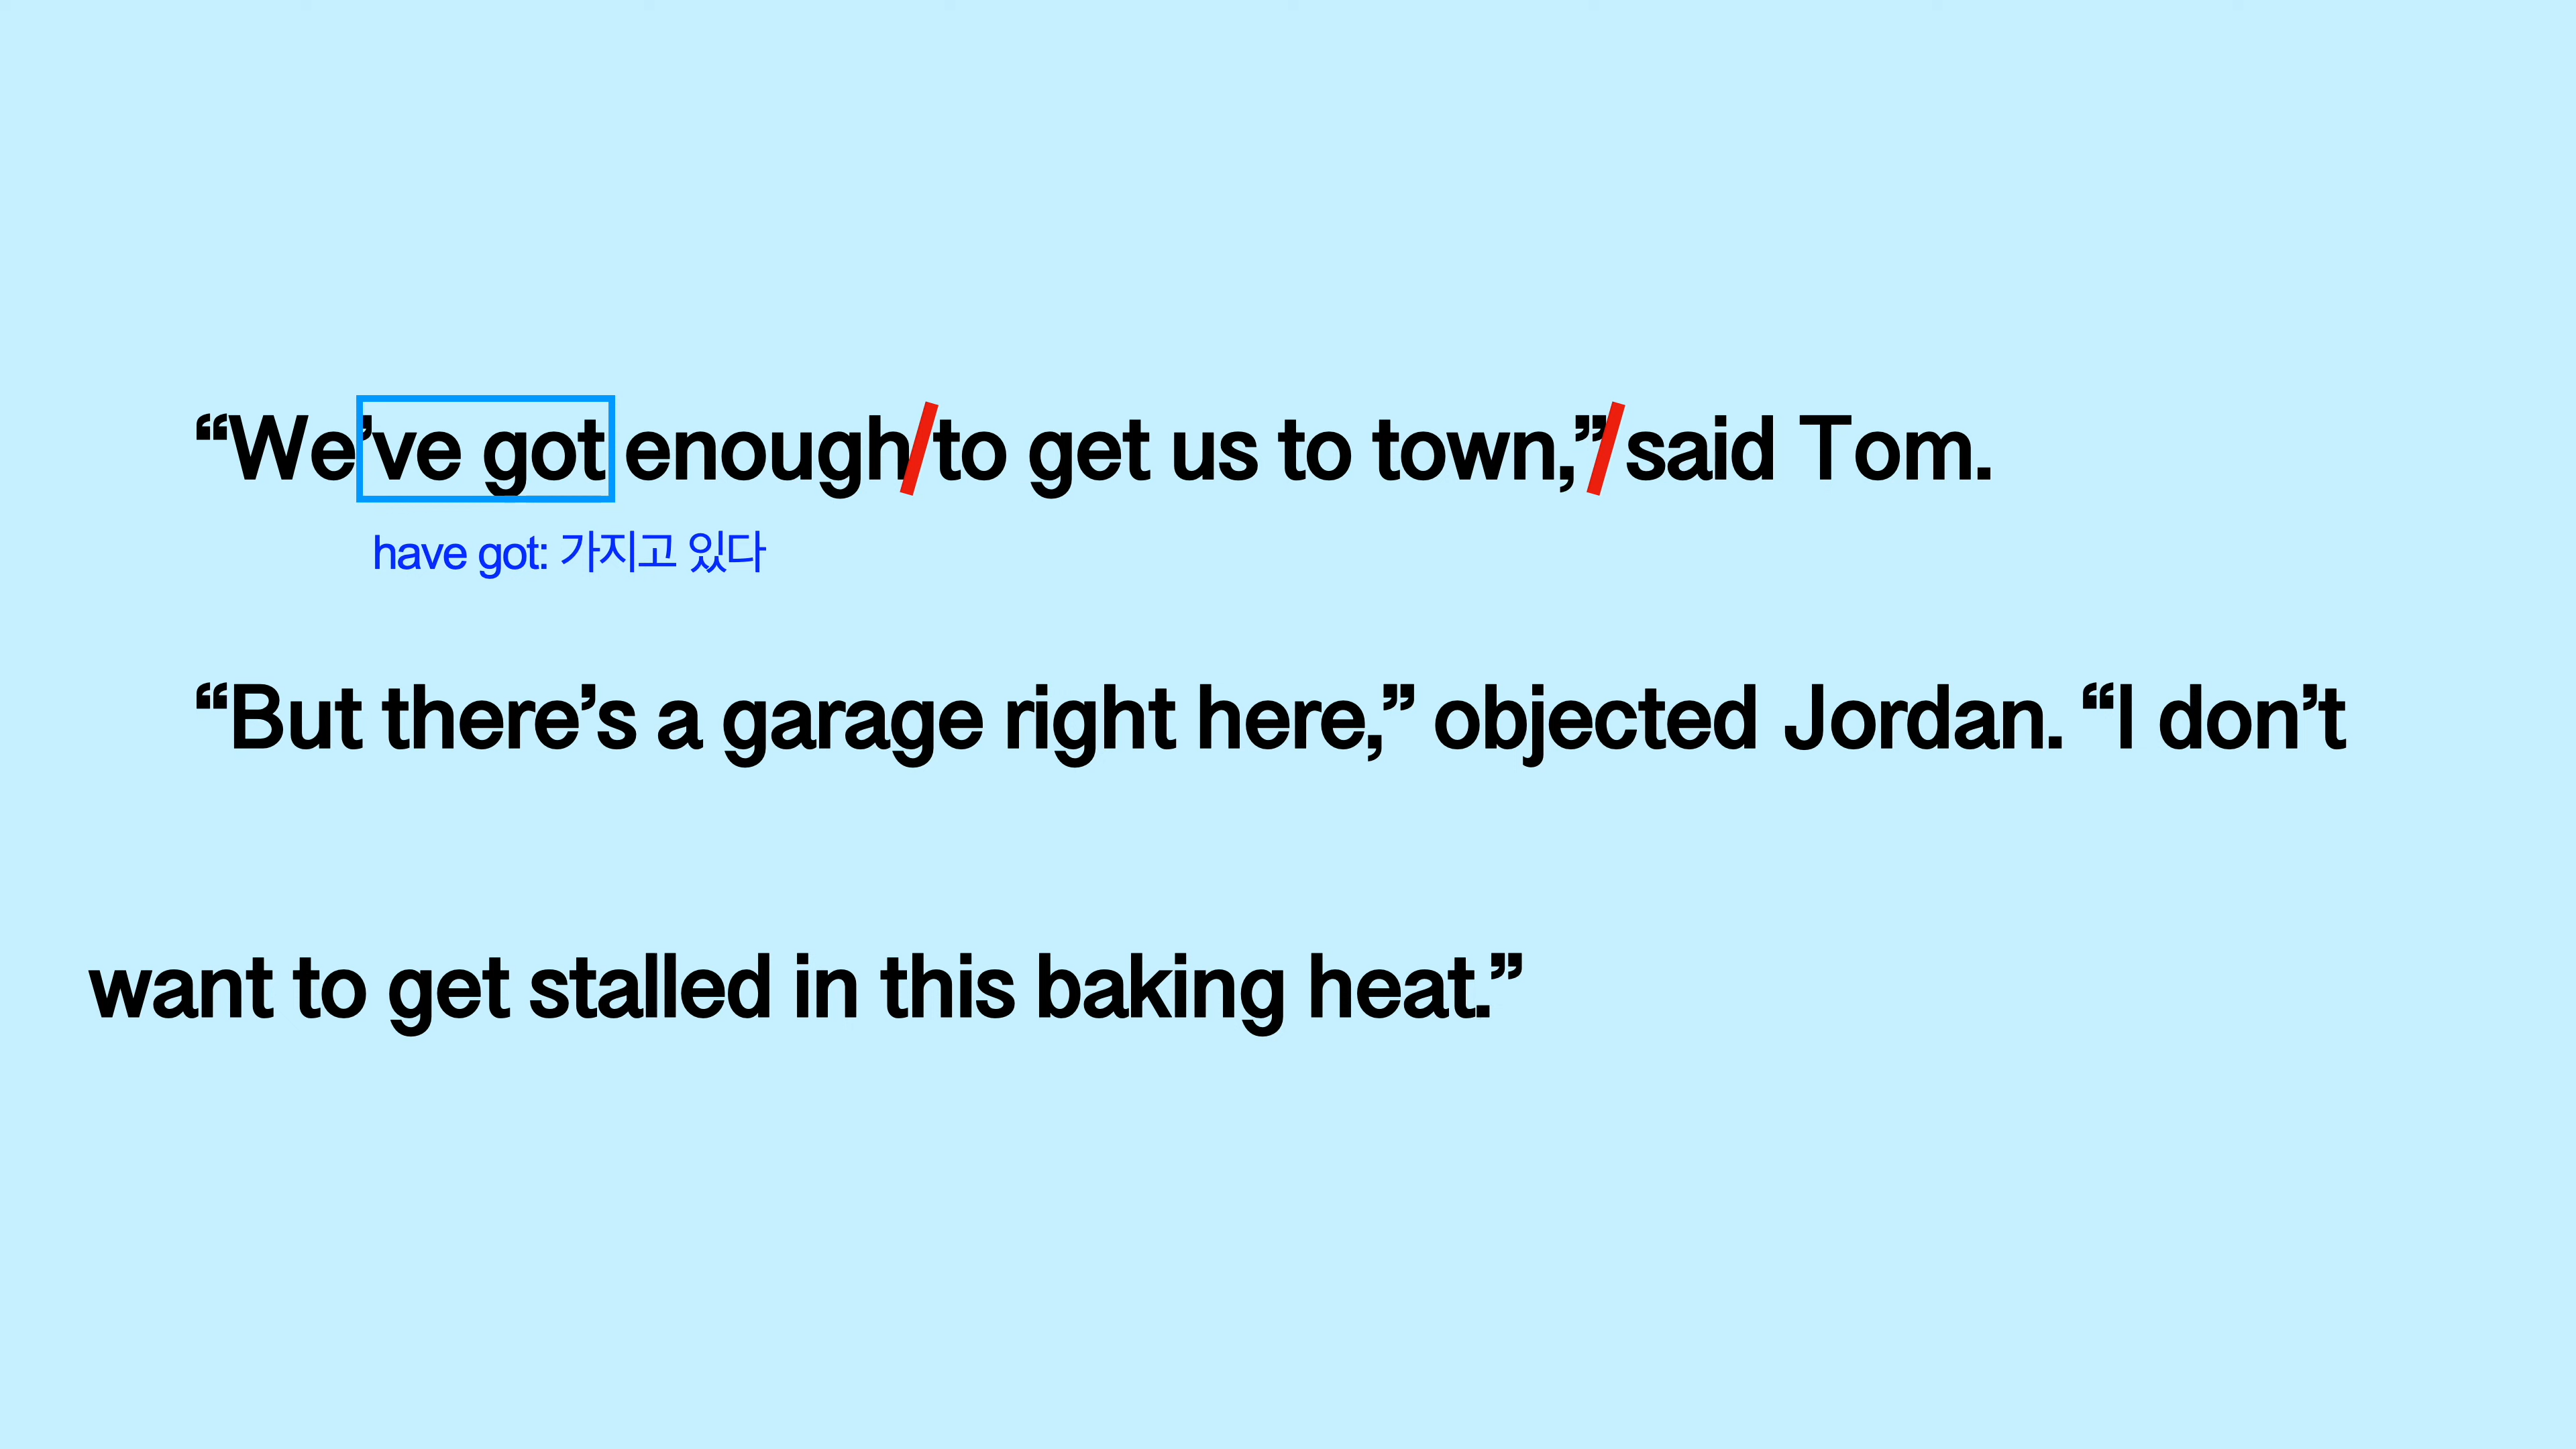 “We’ve got enough/to get us to town,”/said Tom.
have got: 가지고 있다
“But there’s a garage right here,” objected Jordan. “I don’t
want to get stalled in this baking heat.”